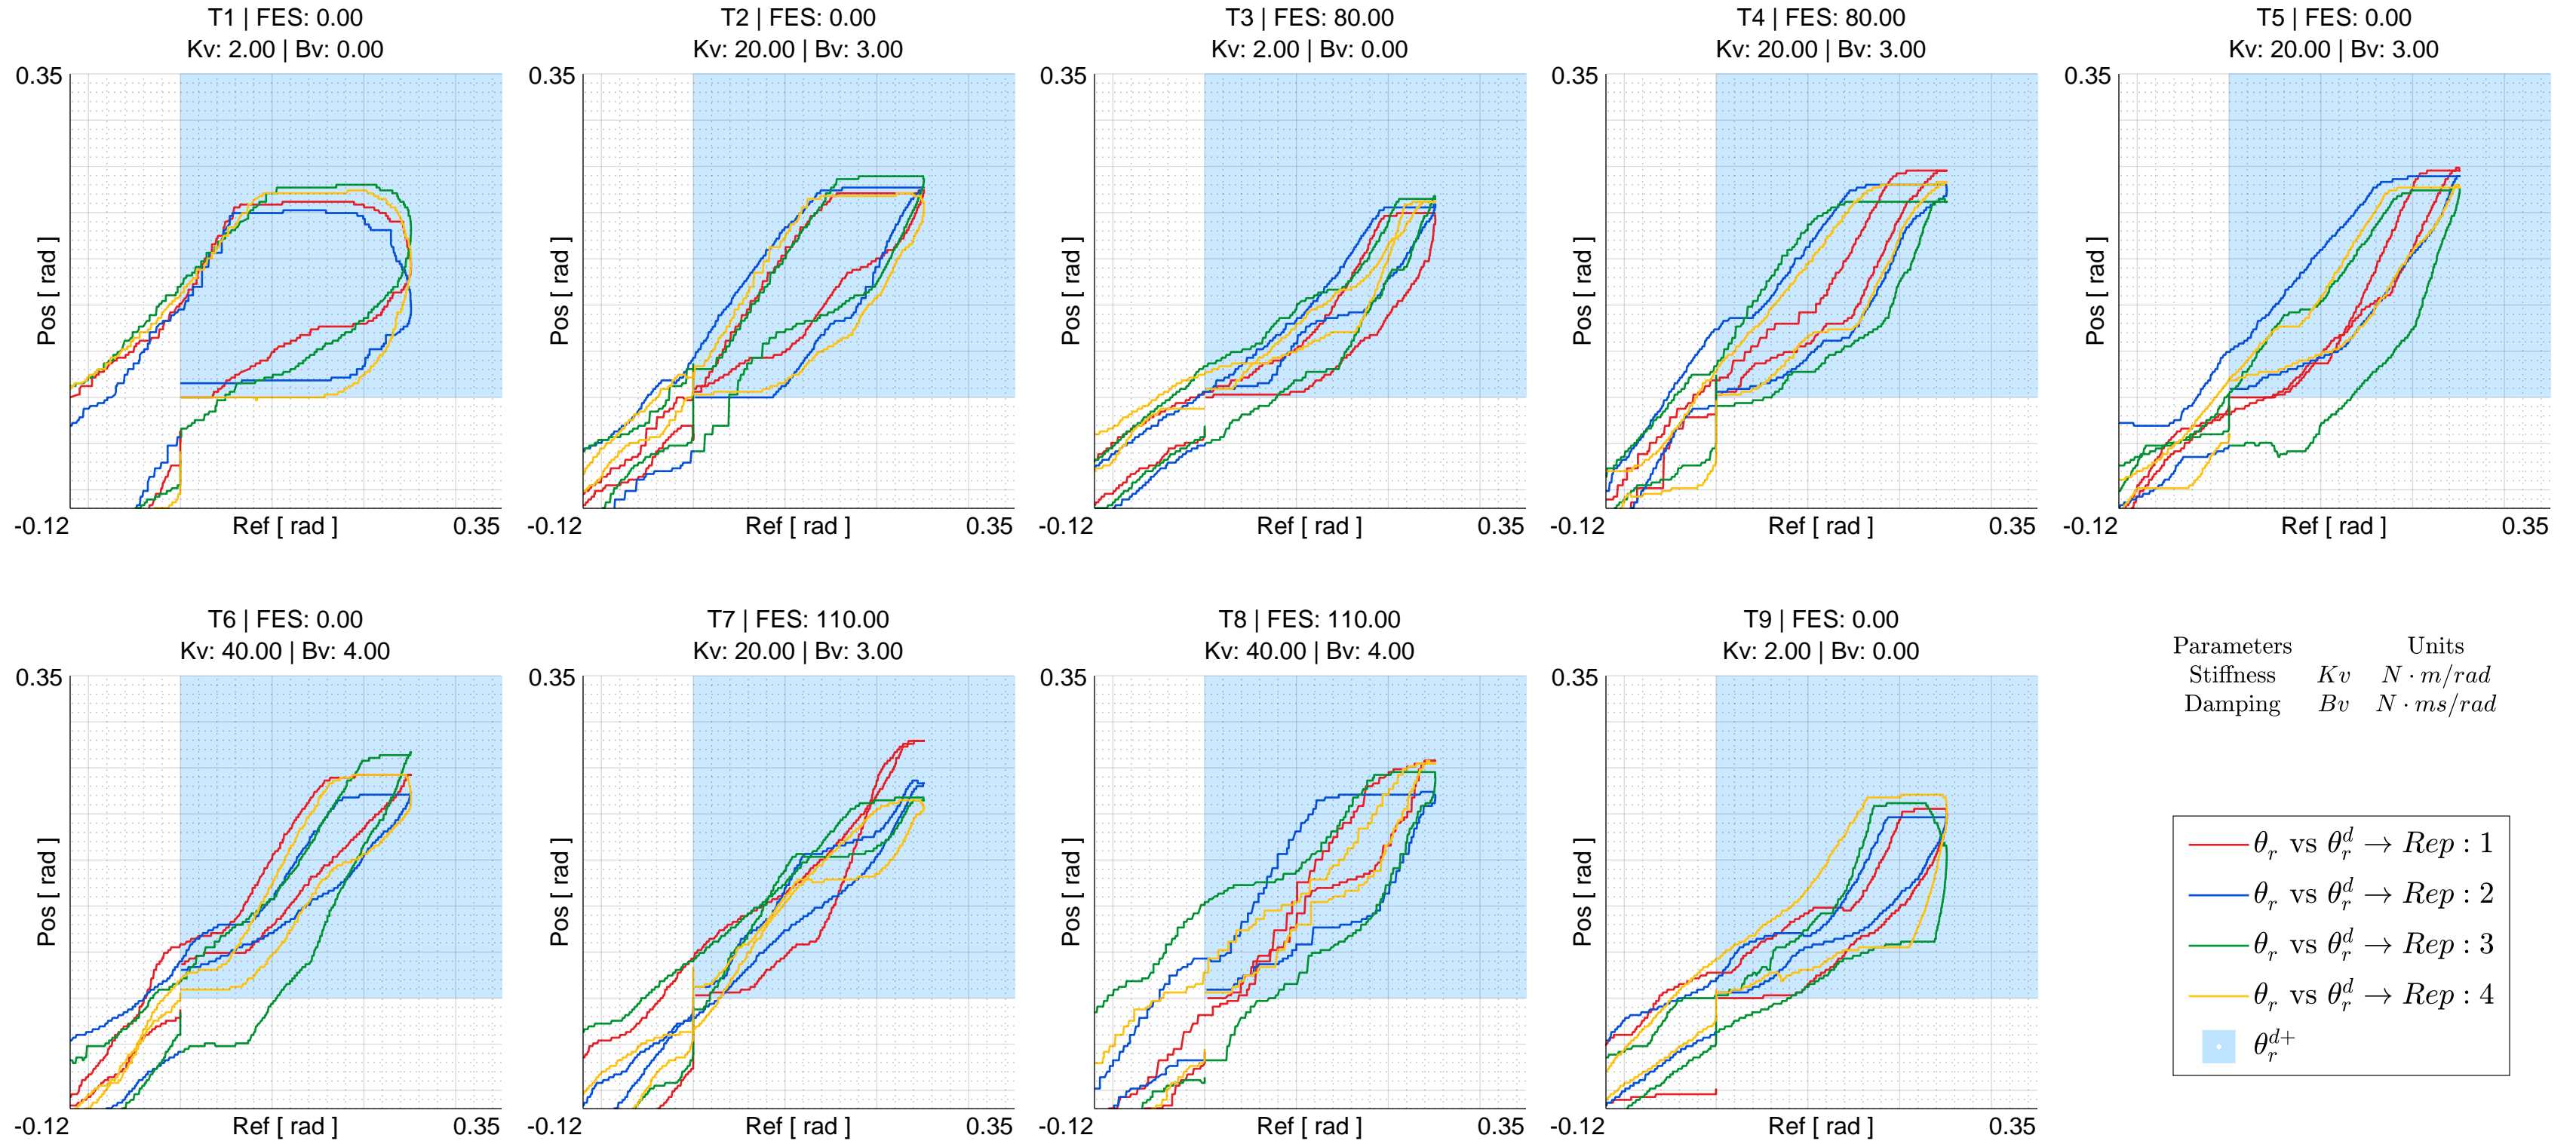 T1 | FES: 0.00
Kv: 2.00 | Bv: 0.00
0.35
Pos [ rad ]
-0.12
Ref [ rad ]
0.35
T2 | FES: 0.00
Kv: 20.00 | Bv: 3.00
0.35
Pos [ rad ]
-0.12
Ref [ rad ]
0.35
T3 | FES: 80.00
Kv: 2.00 | Bv: 0.00
0.35
Pos [ rad ]
-0.12
Ref [ rad ]
0.35
T4 | FES: 80.00
Kv: 20.00 | Bv: 3.00
0.35
Pos [ rad ]
-0.12
Ref [ rad ]
0.35
T5 | FES: 0.00
Kv: 20.00 | Bv: 3.00
0.35
Pos [ rad ]
-0.12
Ref [ rad ]
0.35
T6 | FES: 0.00
Kv: 40.00 | Bv: 4.00
0.35
Pos [ rad ]
-0.12
Ref [ rad ]
0.35
T7 | FES: 110.00
Kv: 20.00 | Bv: 3.00
0.35
Pos [ rad ]
-0.12
Ref [ rad ]
0.35
T8 | FES: 110.00
Kv: 40.00 | Bv: 4.00
0.35
Pos [ rad ]
-0.12
Ref [ rad ]
0.35
T9 | FES: 0.00
Kv: 2.00 | Bv: 0.00
0.35
Pos [ rad ]
-0.12
Ref [ rad ]
0.35
Parameters Units
Stiffness Kv N · m/rad
Damping Bv N · ms/rad
θ_r vs θ_r^d → Rep : 1
θ_r vs θ_r^d → Rep : 2
θ_r vs θ_r^d → Rep : 3
θ_r vs θ_r^d → Rep : 4
θ_r^{d+}